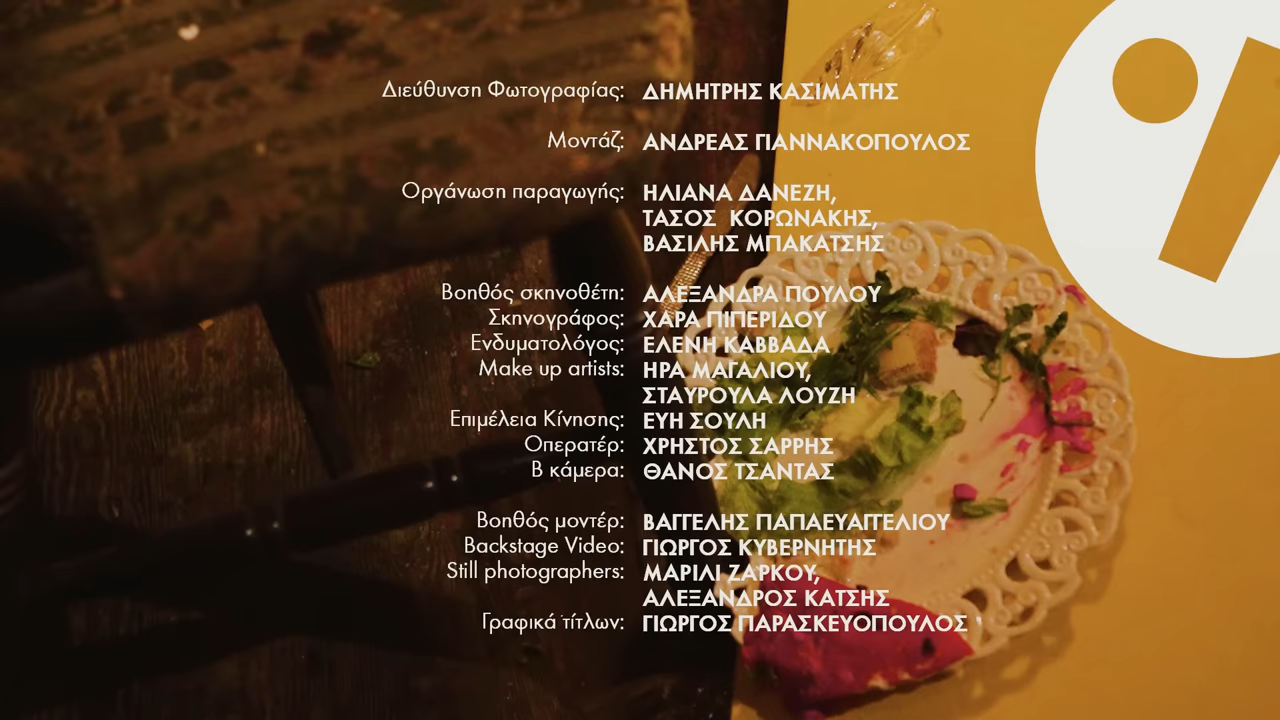 Διεύθυνση Φωτογραφίας: ΔΗΜΗΤΡΗΣ ΚΑΣΙΜΑΤΗΣ
Μοντάζ: ΑΝΔΡΕΑΣ ΓΙΑΝΝΑΚΟΠΟΥΛΟΣ
Οργάνωση παραγωγής: ΗΛΙΑΝΑ ΔΑΝΕΖΗ,
ΤΑΣΟΣ ΚΟΡΩΝΑΚΗΣ,
ΒΑΣΙΛΗΣ ΜΠΑΚΑΤΣΗΣ
Βοηθός σκηνοθέτη: ΑΛΕΞΑΝΔΡΑ ΠΟΥΛΟΥ
Σκηνογράφος: ΧΑΡΑ ΠΙΠΕΡΙΔΟΥ
Ενδυματολόγος: ΕΛΕΝΗ ΚΑΒΒΑΔΑ
Make up artists: ΗΡΑ ΜΑΓΑΛΙΟΥ,
ΣΤΑΥΡΟΥΛΑ ΛΟΥΖΗ
Επιμέλεια Κίνησης: ΕΥΗ ΣΟΥΛΗ
Οπερατέρ: ΧΡΗΣΤΟΣ ΣΑΡΡΗΣ
Β κάμερα: ΘΑΝΟΣ ΤΣΑΝΤΑΣ
Βοηθός μοντέρ: ΒΑΓΓΕΛΗΣ ΠΑΠΑΕΥΑΓΓΕΛΙΟΥ
Backstage Video: ΓΙΩΡΓΟΣ ΚΥΒΕΡΝΗΤΗΣ
Still photographers: ΜΑΡΙΛΙ ΖΑΡΚΟΥ,
ΑΛΕΞΑΝΔΡΟΣ ΚΑΤΣΗΣ
Γραφικά τίτλων: ΓΙΩΡΓΟΣ ΠΑΡΑΣΚΕΥΟΠΟΥΛΟΣ